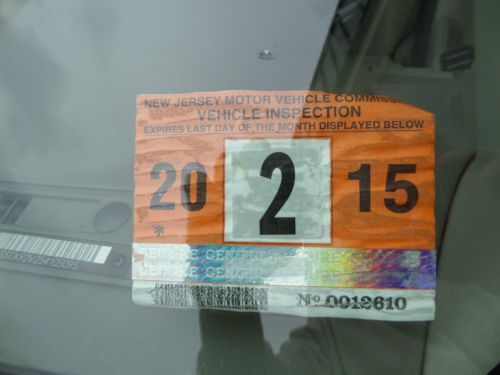 NEW JERSEY MOTOR VEHICLE COMMISS
VEHICLE INSPECTION
EXPIRES LAST DAY OF THE MONTH DISPLAYED BELOW
20 2 15
*
Nº 0012610